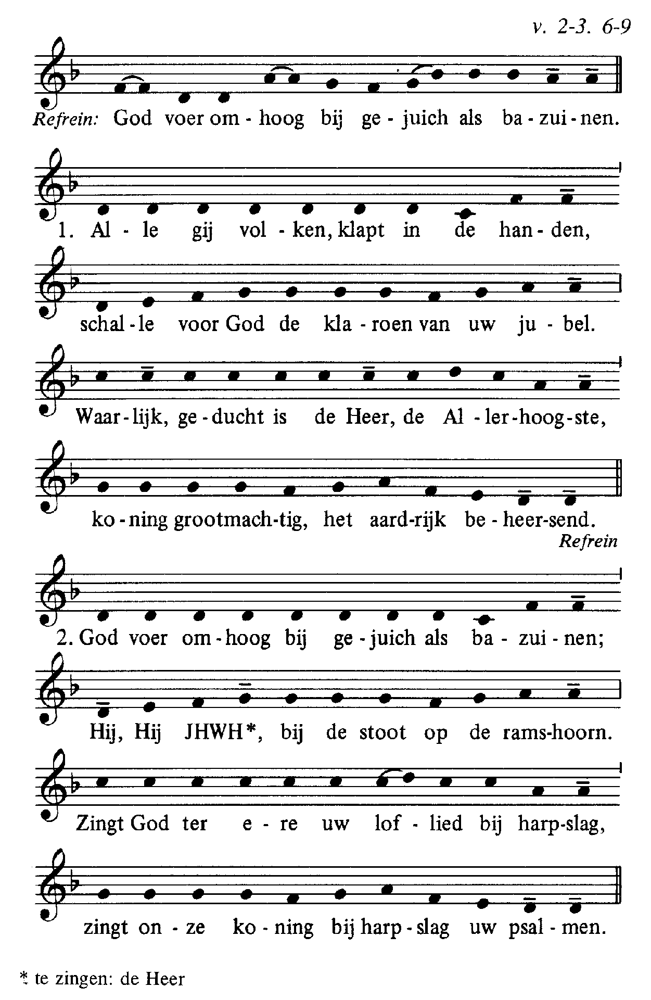 v. 2-3. 6-9
Refrein: God voer om - hoog bij ge - juich als ba - zui - nen.
1. Al - le gij vol - ken, klapt in de han - den,
schal - le voor God de kla - roen van uw ju - bel.
Waar - lijk, ge - ducht is de Heer, de Al - ler - hoog - ste,
ko - ning grootmach - tig, het aard - rijk be - heer - send.
Refrein
2. God voer om - hoog bij ge - juich als ba - zui - nen;
Hij, Hij JHWH*, bij de stoot op de rams - hoorn.
Zingt God ter e - re uw lof - lied bij harp - slag,
zingt on - ze ko - ning bij harp - slag uw psal - men.
* te zingen: de Heer